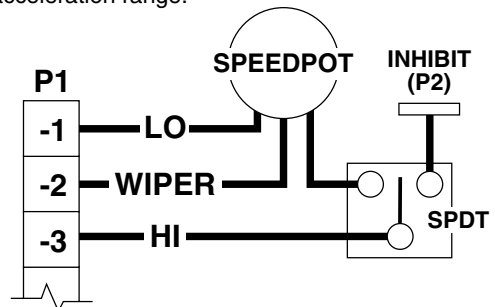 acceleration range.
SPEEDPOT
INHIBIT
(P2)
P1
-1
LO
-2
WIPER
SPDT
-3
HI